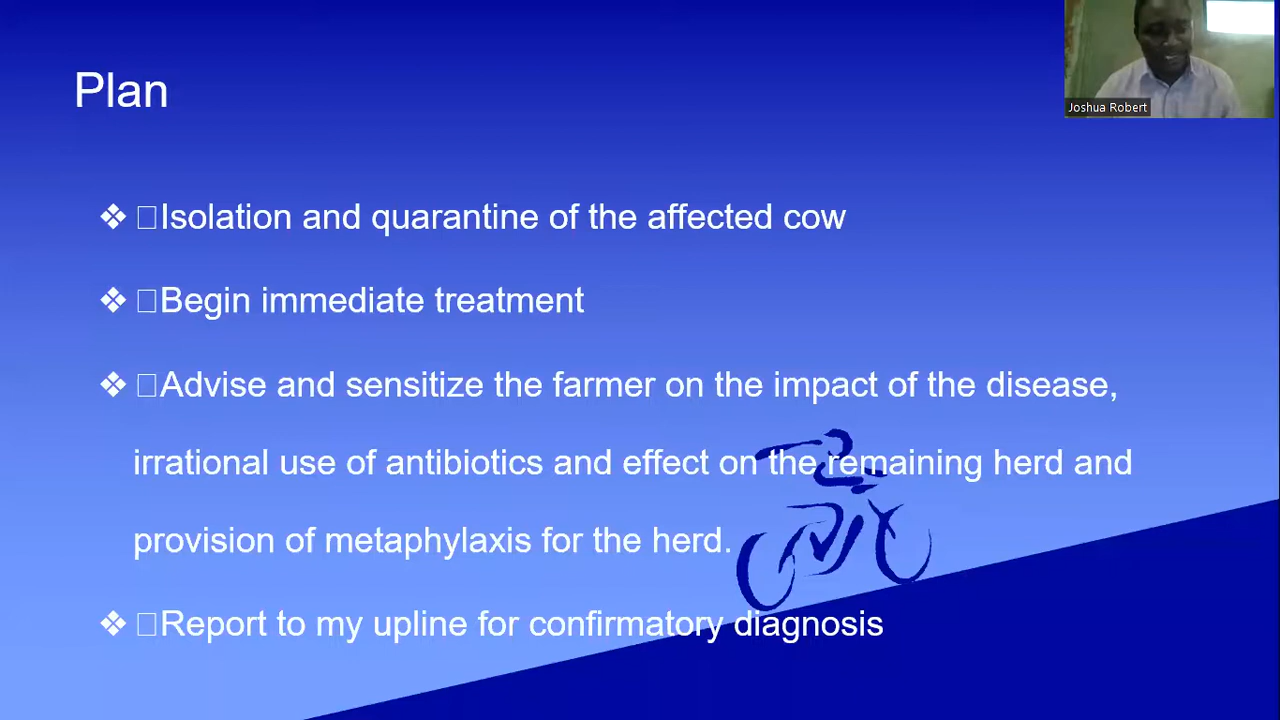 Plan
Joshua Robert
❖ □Isolation and quarantine of the affected cow
❖ □Begin immediate treatment
❖ □Advise and sensitize the farmer on the impact of the disease,
irrational use of antibiotics and effect on the remaining herd and
provision of metaphylaxis for the herd.
❖ □Report to my upline for confirmatory diagnosis